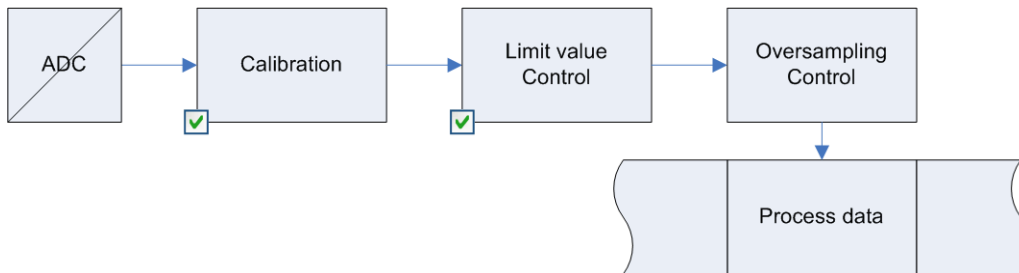 ADC
Calibration
Limit value
Control
Oversampling
Control
Process data